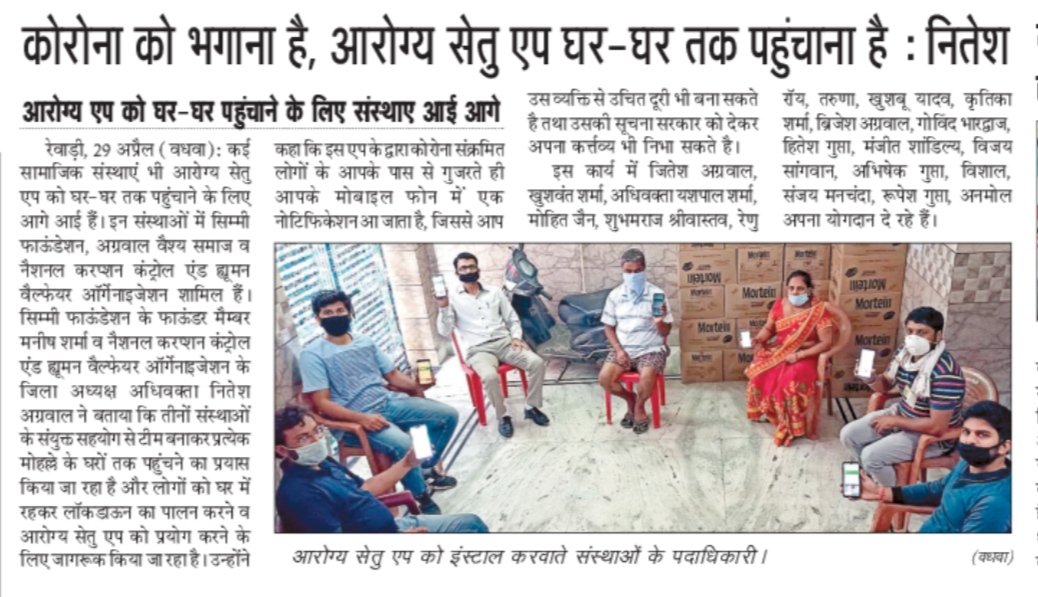 कोरोना को भगाना है, आरोग्य सेतु एप घर-घर तक पहुंचाना है : नितेश
आरोग्य एप को घर-घर पहुंचाने के लिए संस्थाए आई आगे
रेवाड़ी, 29 अप्रैल (वधवा): कई
सामाजिक संस्थाएं भी आरोग्य सेतु
एप को घर-घर तक पहुंचाने के लिए
आगे आई हैं। इन संस्थाओं में सिम्मी
फाऊंडेशन, अग्रवाल वैश्य समाज व
नैशनल करप्शन कंट्रोल एंड ह्यूमन
वैल्फेयर ऑर्गेनाइजेशन शामिल हैं।
सिम्मी फाऊंडेशन के फाऊंडर मैम्बर
मनीष शर्मा व नैशनल करप्शन कंट्रोल
एंड ह्यूमन वैल्फेयर ऑर्गेनाइजेशन के
जिला अध्यक्ष अधिवक्ता नितेश
अग्रवाल ने बताया कि तीनों संस्थाओं
के संयुक्त सहयोग से टीम बनाकर प्रत्येक
मोहल्ले के घरों तक पहुंचने का प्रयास
किया जा रहा है और लोगों को घर में
रहकर लॉकडाऊन का पालन करने व
आरोग्य सेतु एप को प्रयोग करने के
लिए जागरूक किया जा रहा है। उन्होंने
कहा कि इस एप के द्वारा कोरोना संक्रमित
लोगों के आपके पास से गुजरते ही
आपके मोबाइल फोन में एक
नोटिफिकेशन आ जाता है, जिससे आप
उस व्यक्ति से उचित दूरी भी बना सकते
है तथा उसकी सूचना सरकार को देकर
अपना कर्त्तव्य भी निभा सकते है।
इस कार्य में जितेश अग्रवाल,
खुशवंत शर्मा, अधिवक्ता यशपाल शर्मा,
मोहित जैन, शुभमराज श्रीवास्तव, रेणु
रॉय, तरुणा, खुशबू यादव, कृतिका
शर्मा, ब्रिजेश अग्रवाल, गोविंद भारद्वाज,
हितेश गुप्ता, मंजीत शांडिल्य, विजय
सांगवान, अभिषेक गुप्ता, विशाल,
संजय मनचंदा, रूपेश गुप्ता, अनमोल
अपना योगदान दे रहे हैं।
Mortein
Mortein
Mortein
Mortein
Mortein
Mortein
आरोग्य सेतु एप को इंस्टाल करवाते संस्थाओं के पदाधिकारी।
(वधवा)